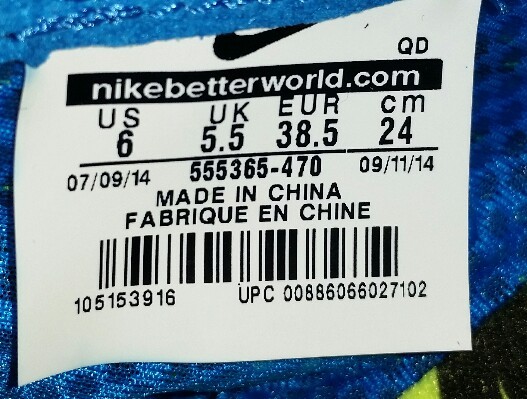 QD
nikebetterworld.com
US UK EUR cm
6 5.5 38.5 24
07/09/14 555365-470 09/11/14
MADE IN CHINA
FABRIQUE EN CHINE
105153916 UPC 00886066027102